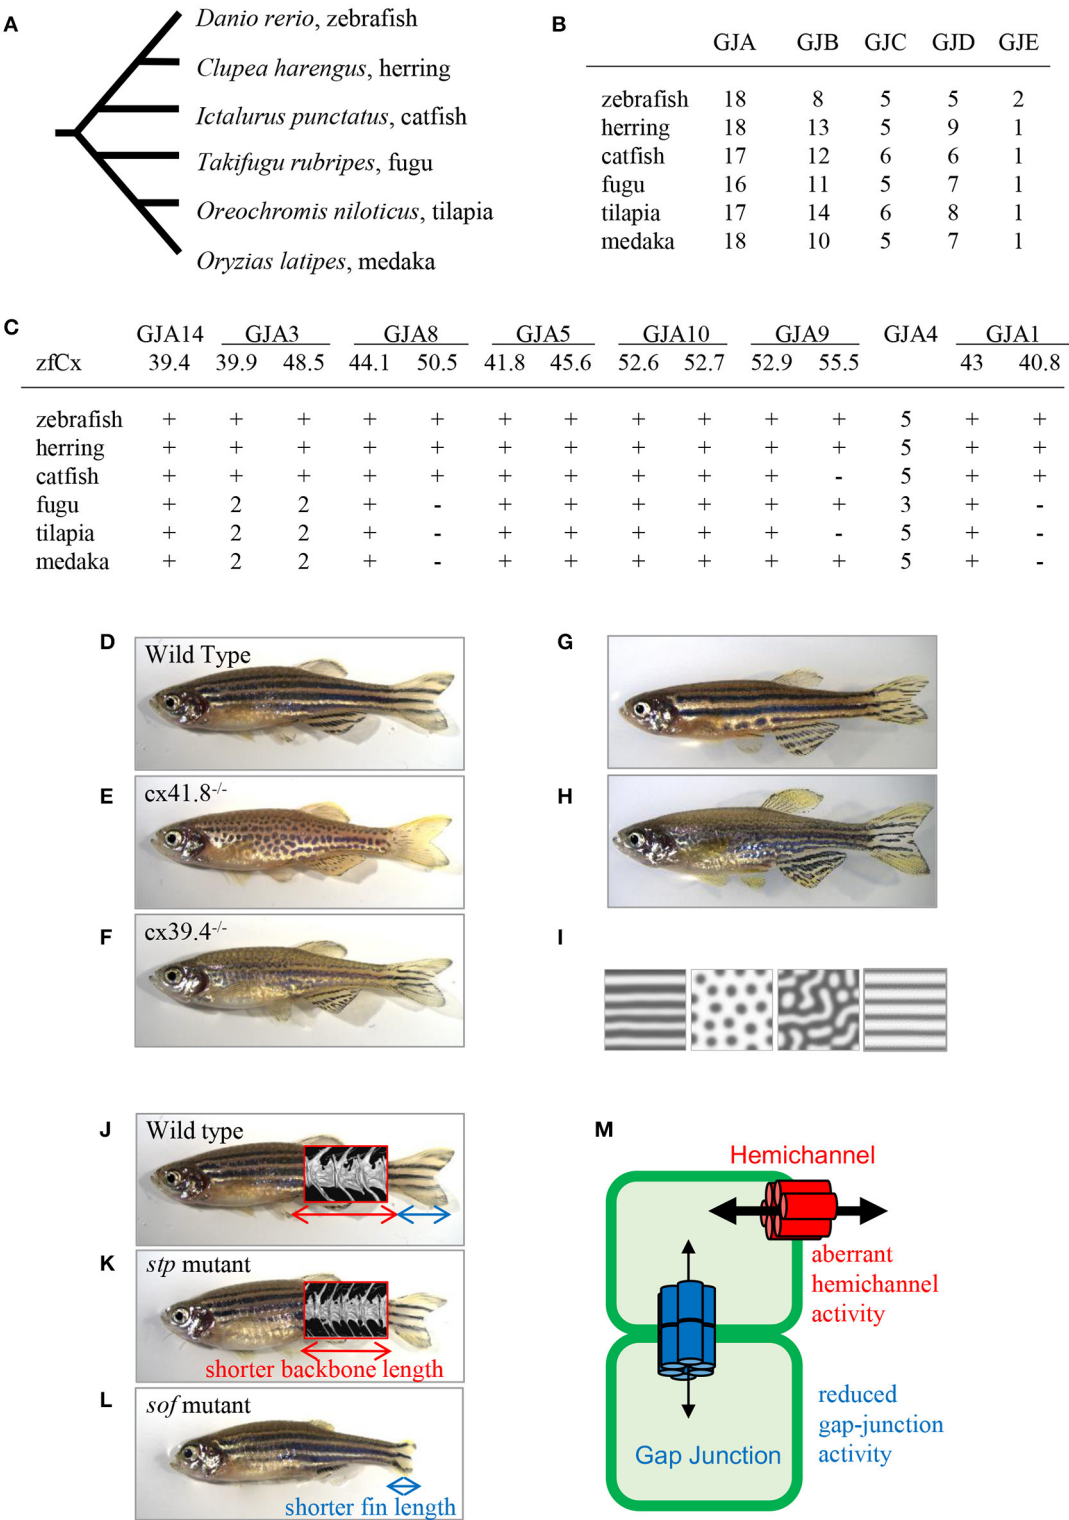 A
Danio rerio, zebrafish
Clupea harengus, herring
Ictalurus punctatus, catfish
Takifugu rubripes, fugu
Oreochromis niloticus, tilapia
Oryzias latipes, medaka
B
GJA GJB GJC GJD GJE
zebrafish 18 8 5 5 2
herring 18 13 5 9 1
catfish 17 12 6 6 1
fugu 16 11 5 7 1
tilapia 17 14 6 8 1
medaka 18 10 5 7 1
C
GJA14 GJA3 GJA8 GJA5 GJA10 GJA9 GJA4 GJA1
zfCx 39.4 39.9 48.5 44.1 50.5 41.8 45.6 52.6 52.7 52.9 55.5 43 40.8
zebrafish + + + + + + + + + + + 5 + +
herring + + + + + + + + + + + 5 + +
catfish + + + + + + + + + + - 5 + +
fugu + 2 2 + - + + + + + + 3 + -
tilapia + 2 2 + - + + + + + - 5 + -
medaka + 2 2 + - + + + + + + 5 + -
D
Wild Type
E
cx41.8-/-
F
cx39.4-/-
G
H
I
J
Wild type
K
stp mutant
shorter backbone length
L
sof mutant
shorter fin length
M
Hemichannel
aberrant
hemichannel
activity
reduced
gap-junction
activity
Gap Junction